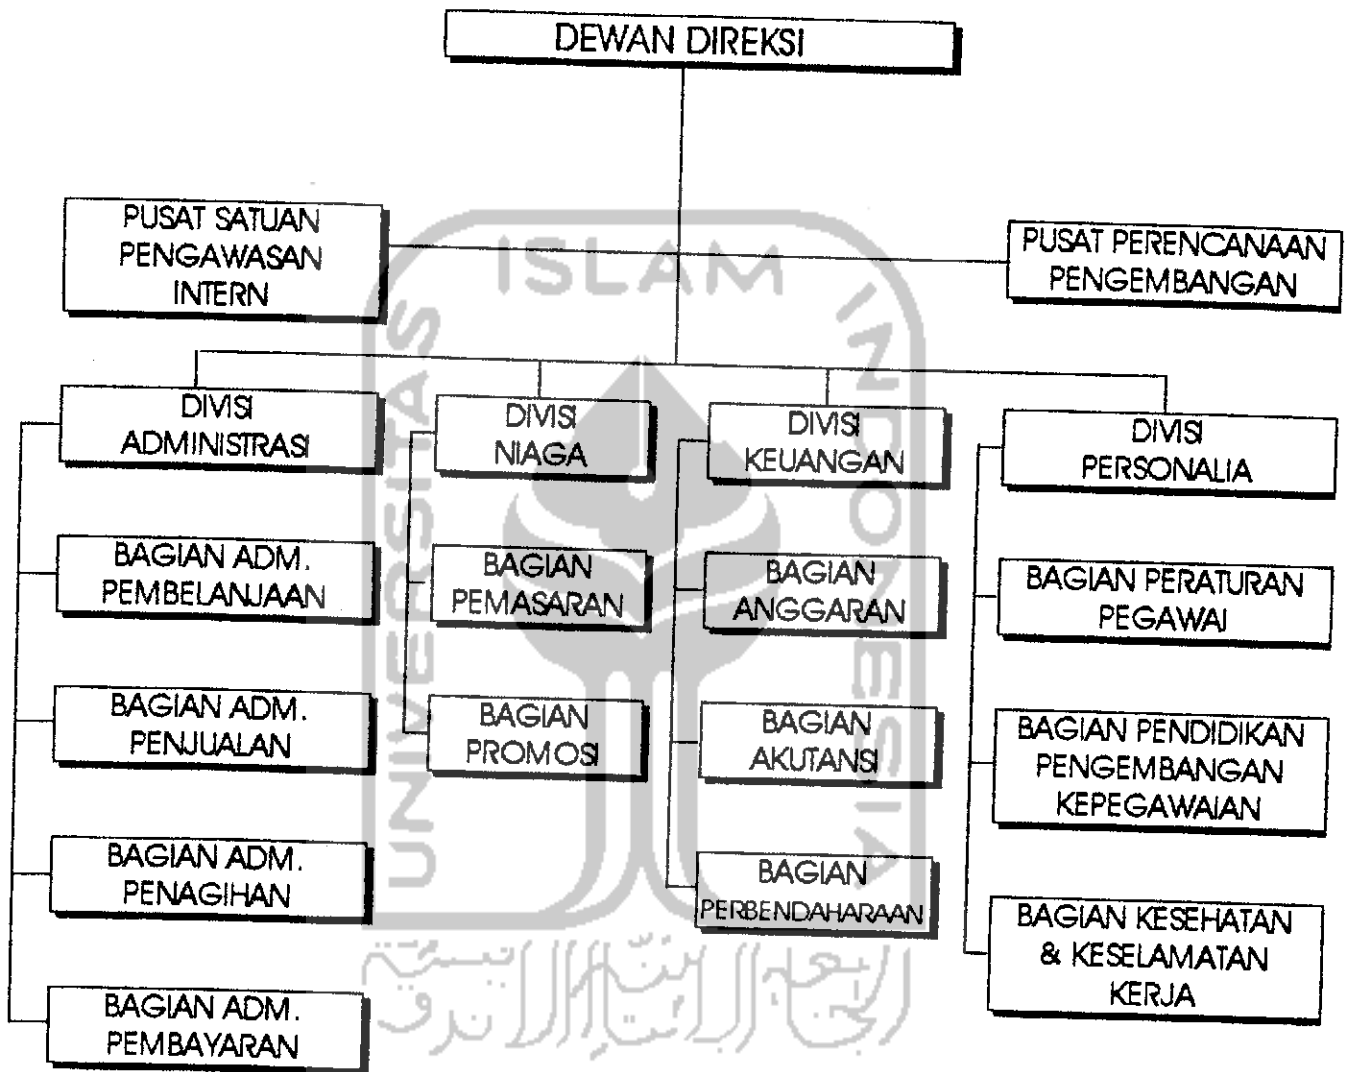 DEWAN DIREKSI
PUSAT SATUAN
PENGAWASAN
INTERN
PUSAT PERENCANAAN
PENGEMBANGAN
DIVISI
ADMINISTRASI
BAGIAN ADM.
PEMBELANJAAN
BAGIAN ADM.
PENJUALAN
BAGIAN ADM.
PENAGIHAN
BAGIAN ADM.
PEMBAYARAN
DIVISI
NIAGA
BAGIAN
PEMASARAN
BAGIAN
PROMOSI
DIVISI
KEUANGAN
BAGIAN
ANGGARAN
BAGIAN
AKUTANSI
BAGIAN
PERBENDAHARAAN
DIVISI
PERSONALIA
BAGIAN PERATURAN
PEGAWAI
BAGIAN PENDIDIKAN
PENGEMBANGAN
KEPEGAWAIAN
BAGIAN KESEHATAN
& KESELAMATAN
KERJA
UNIVERSITAS
ISLAM
INDONESIA